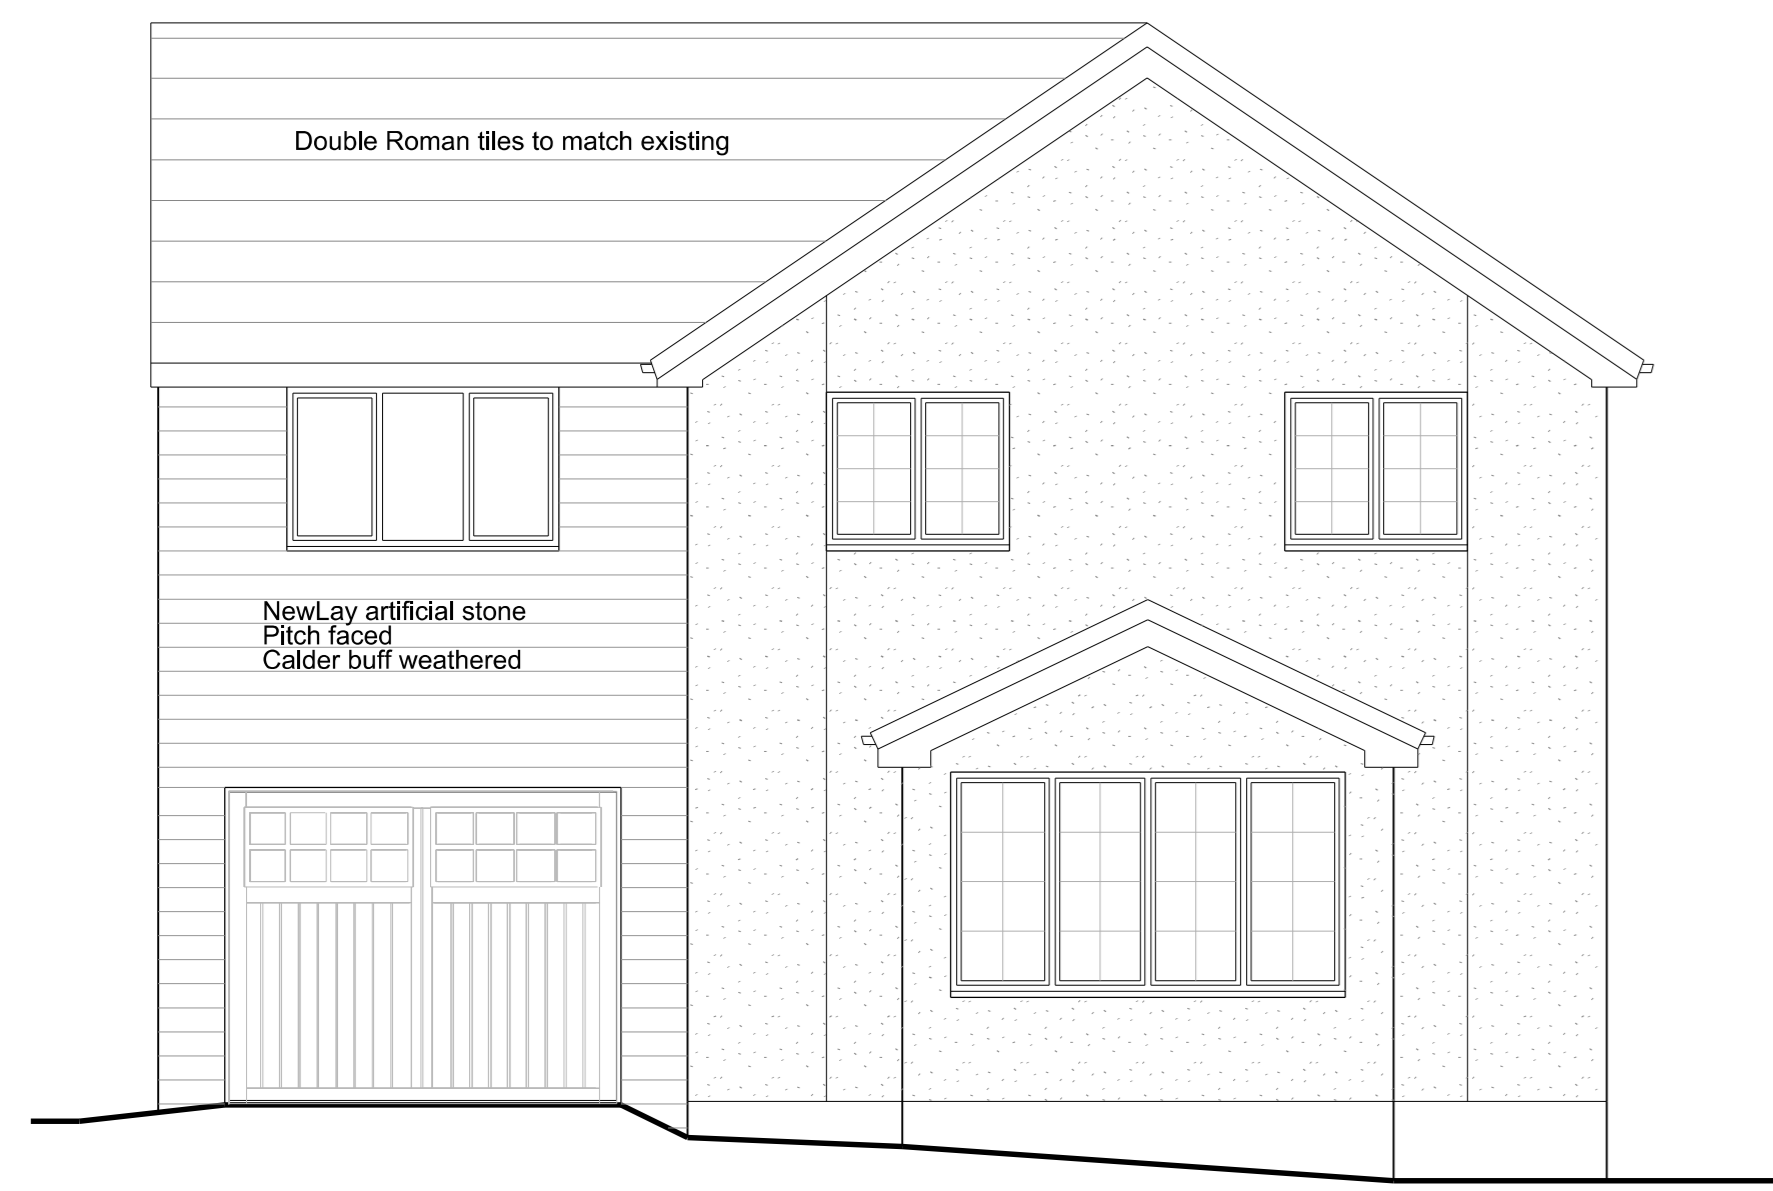 Double Roman tiles to match existing
NewLay artificial stone
Pitch faced
Calder buff weathered